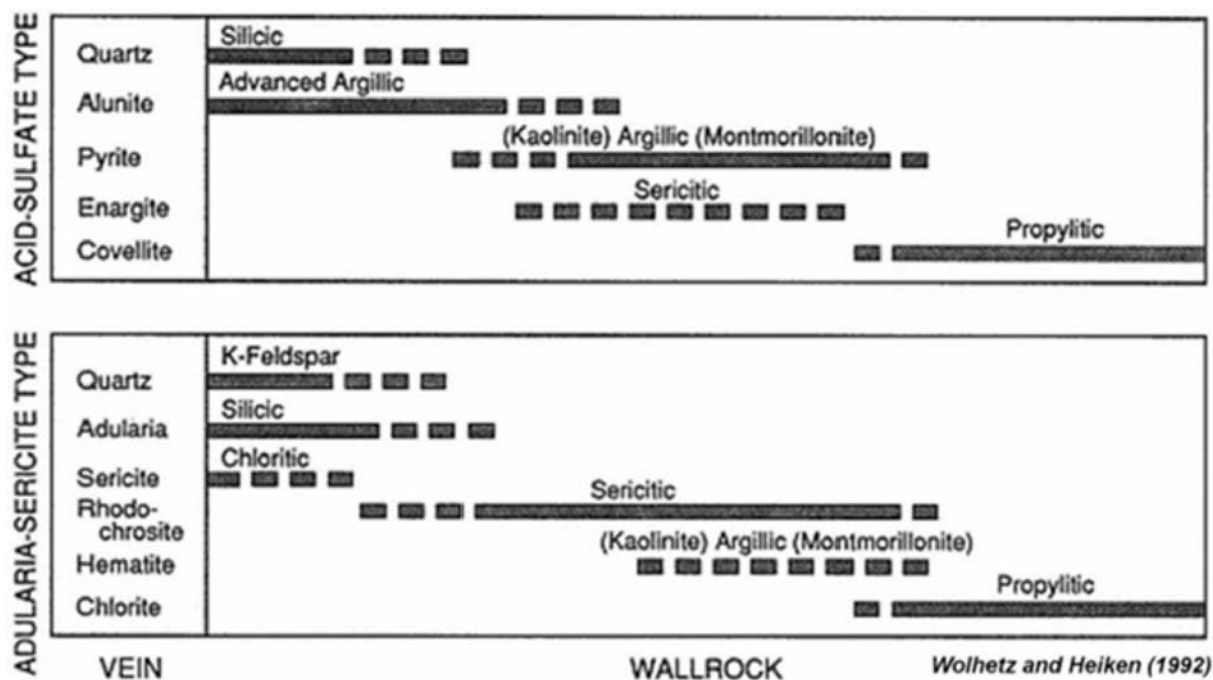 ACID-SULFATE TYPE
Quartz
Silicic
Alunite
Advanced Argillic
Pyrite
(Kaolinite) Argillic (Montmorillonite)
Enargite
Sericitic
Covellite
Propylitic
ADULARIA-SERICITE TYPE
Quartz
K-Feldspar
Adularia
Silicic
Sericite
Chloritic
Rhodo-
chrosite
Sericitic
Hematite
(Kaolinite) Argillic (Montmorillonite)
Chlorite
Propylitic
VEIN
WALLROCK
Wolhetz and Heiken (1992)